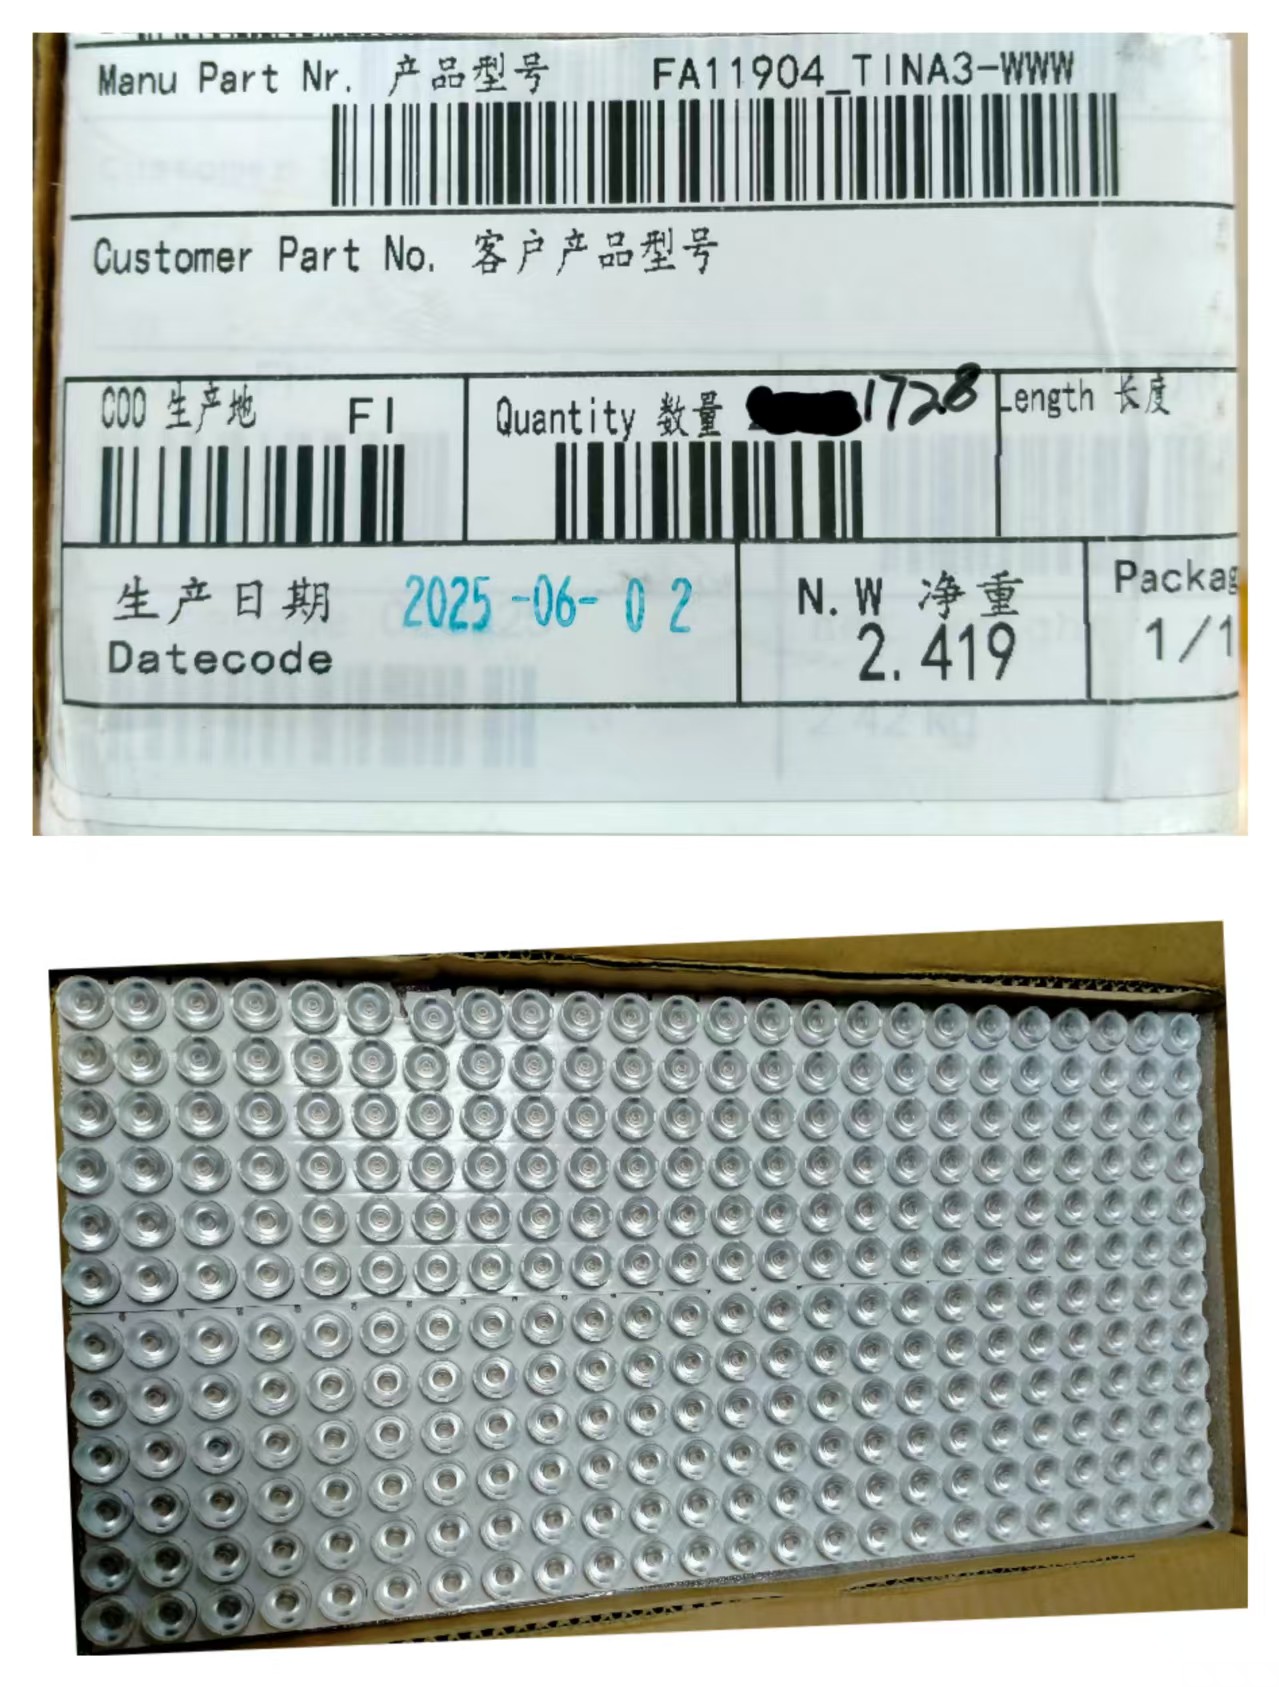 Manu Part Nr. 产品型号 FA11904_TINA3-WWW
Customer Part No. 客户产品型号
COO 生产地 FI
Quantity 数量 1728
Length 长度
生产日期 2025-06-02
Datecode
N.W 净重
2.419
Packag
1/1